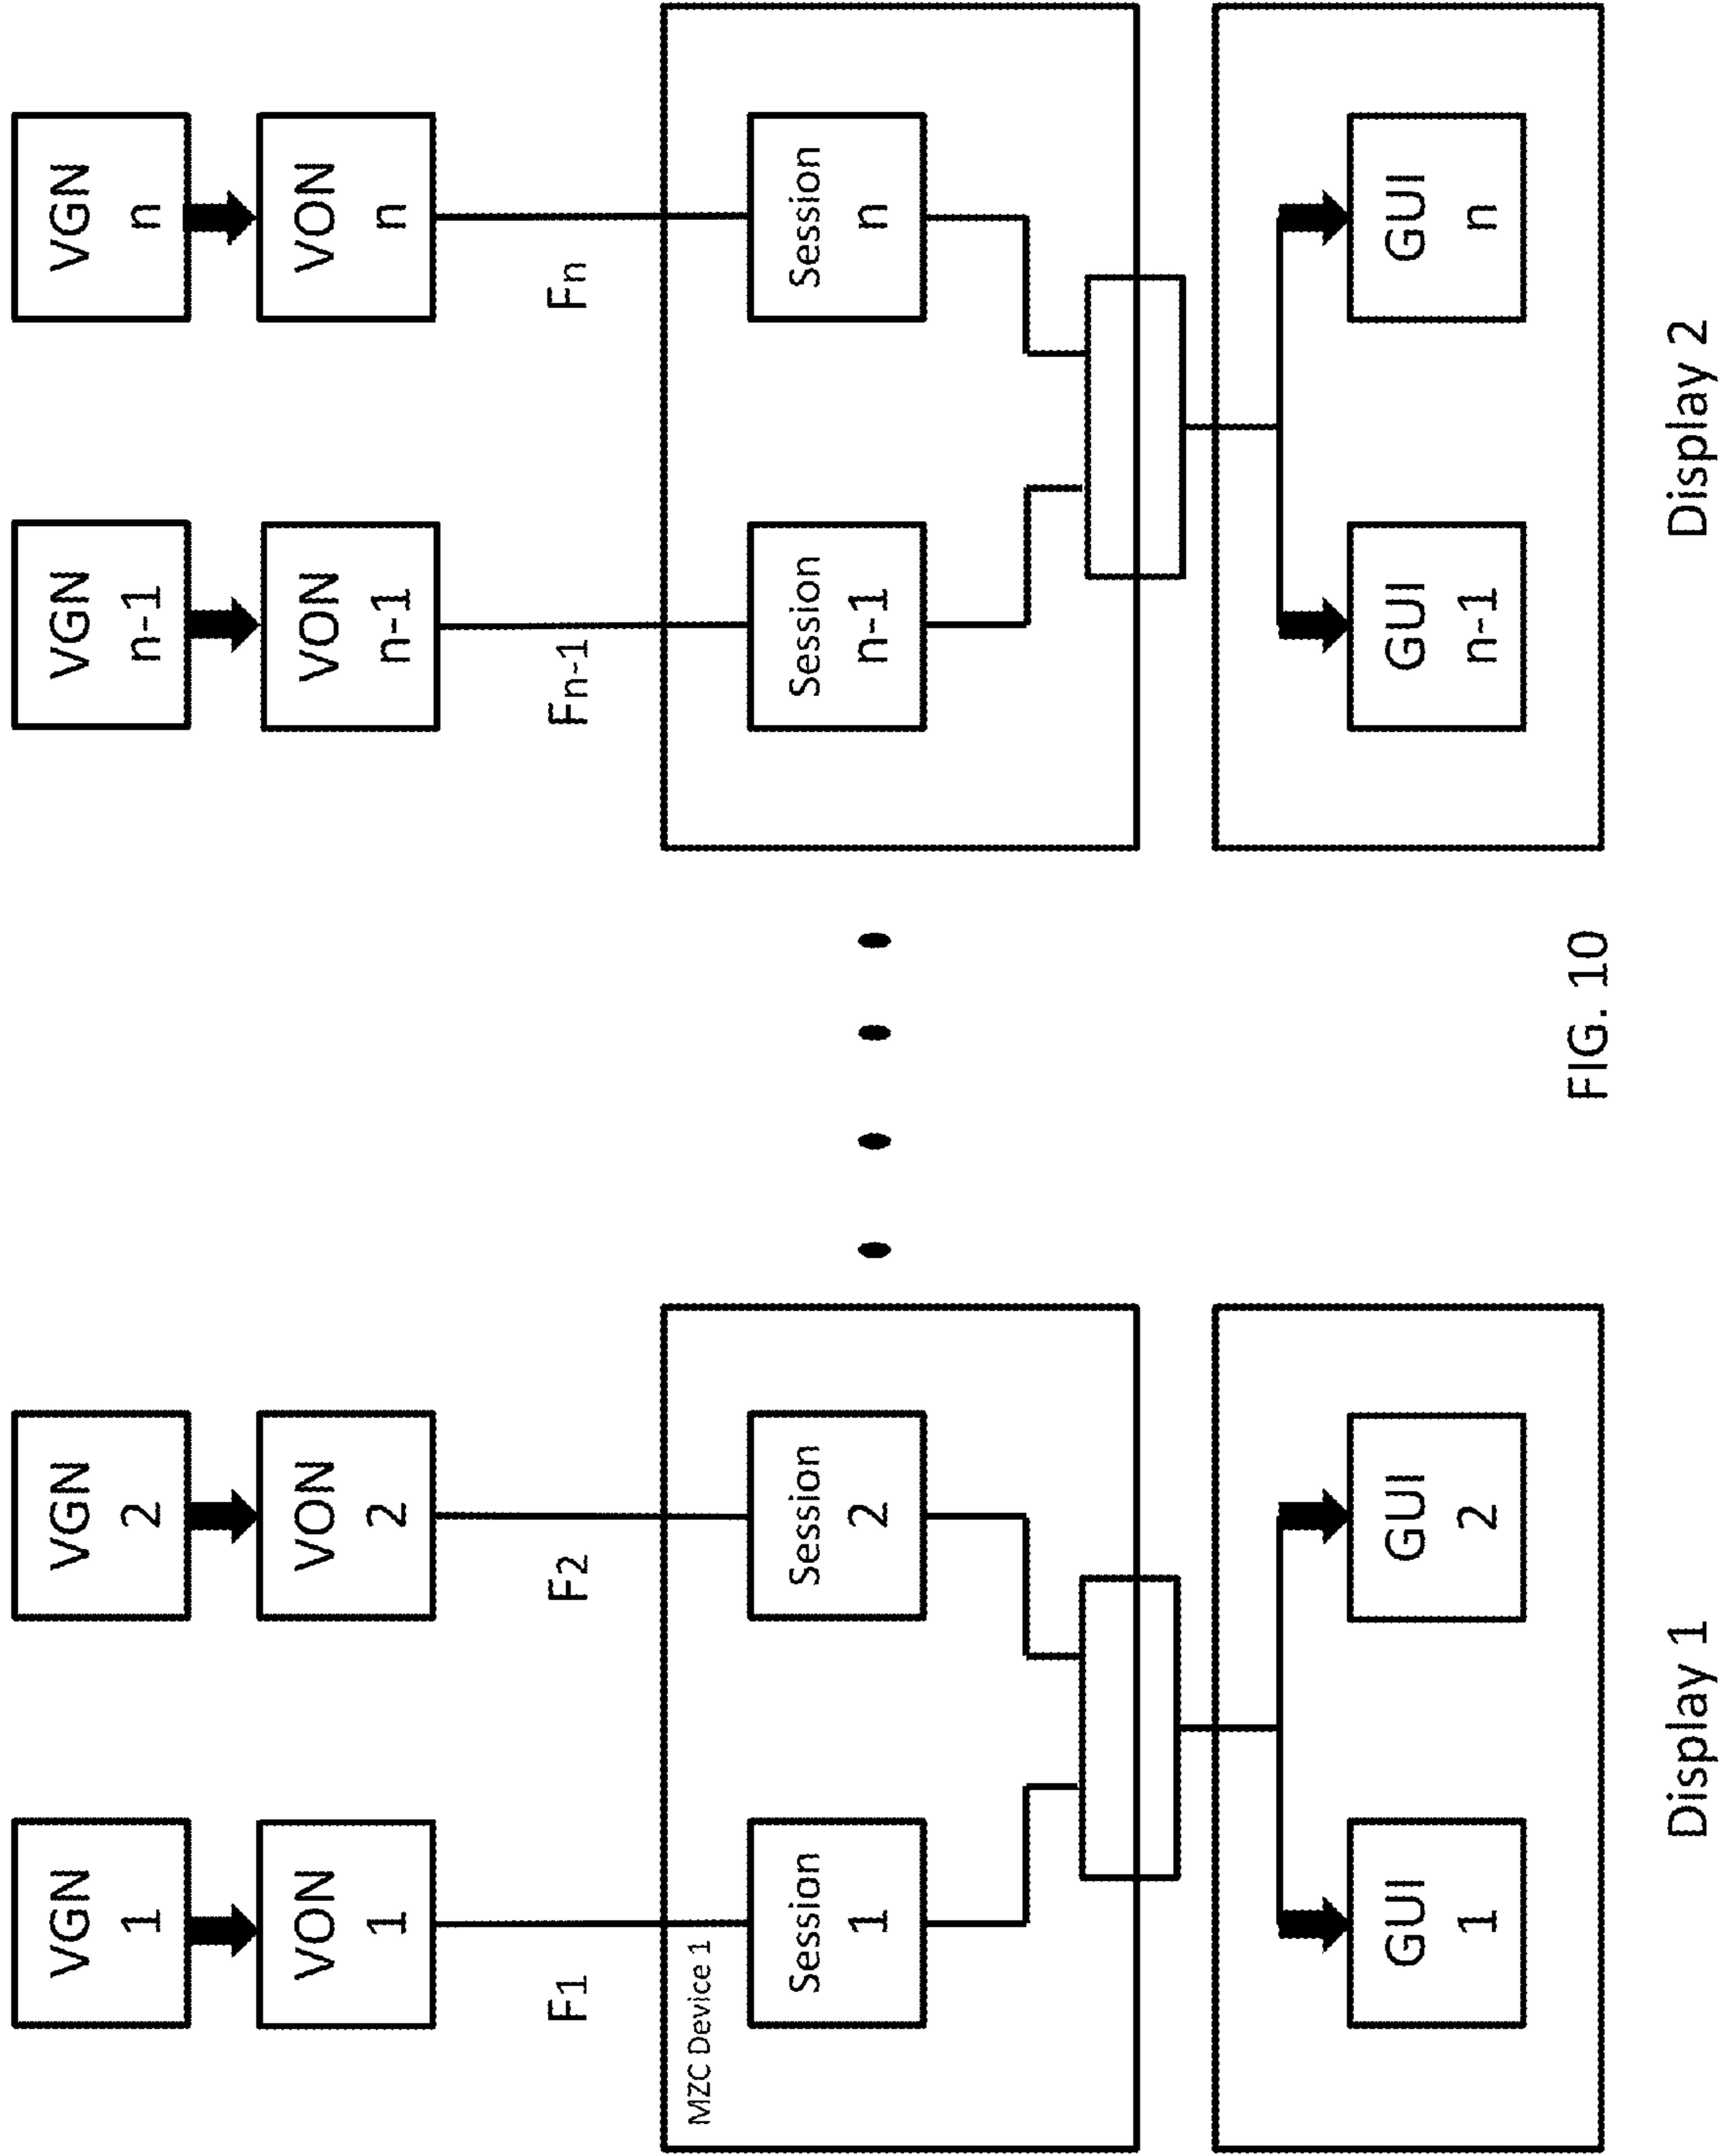 VGN
1
VGN
2
VGN
n-1
VGN
n
VON
1
VON
2
VON
n-1
VON
n
F1
F2
Fn-1
Fn
MZC Device 1
Session
1
Session
2
Session
n-1
Session
n
GUI
1
GUI
2
GUI
n-1
GUI
n
Display 1
Display 2
FIG. 10